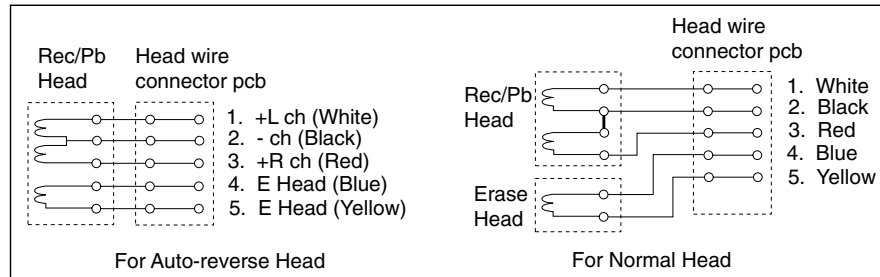 Rec/Pb
Head
Head wire
connector pcb
1. +L ch (White)
2. - ch (Black)
3. +R ch (Red)
4. E Head (Blue)
5. E Head (Yellow)
For Auto-reverse Head
Head wire
connector pcb
Rec/Pb
Head
1. White
2. Black
3. Red
4. Blue
5. Yellow
Erase
Head
For Normal Head